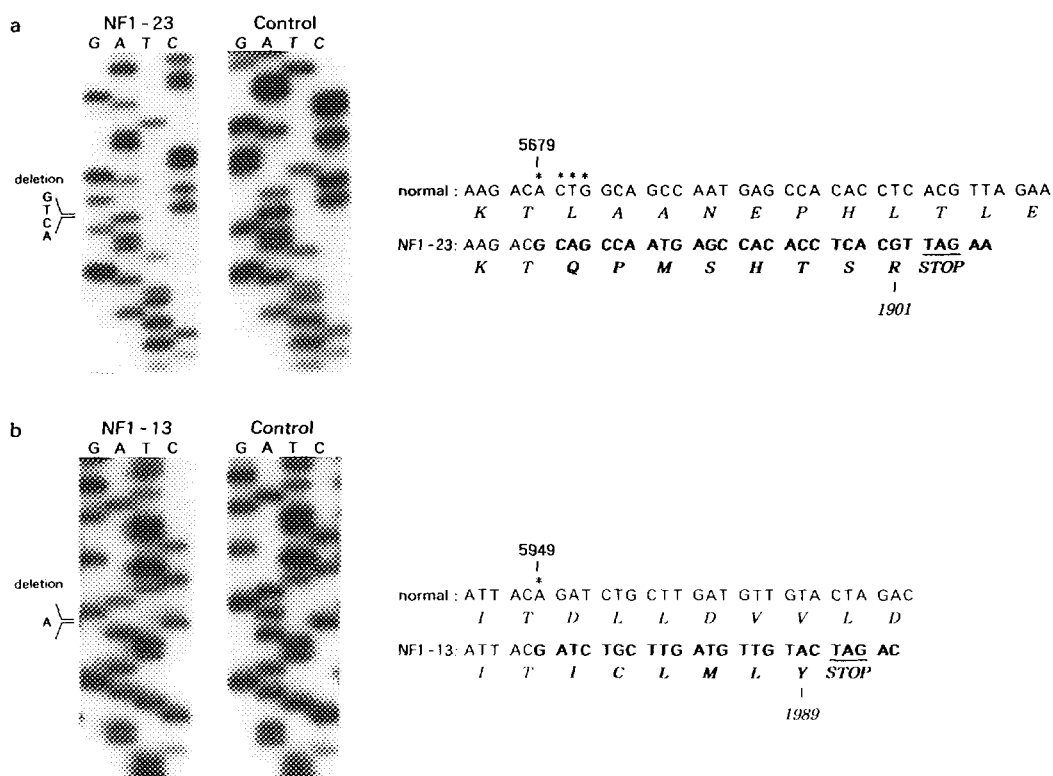 a
NF1-23 Control
G A T C G A T C
deletion
G
T
C
A
5679
* * * *
normal : AAG ACA CTG GCA GCC AAT GAG CCA CAC CTC ACG TTA GAA
K T L A A N E P H L T L E
NF1-23: AAG ACG CAG CCA ATG AGC CAC ACC TCA CGT TAG AA
K T Q P M S H T S R STOP
1901
b
NF1-13 Control
G A T C G A T C
deletion
A
5949
*
normal : ATT ACA GAT CTG CTT GAT GTT GTA CTA GAC
I T D L L D V V L D
NF1-13: ATT ACG ATC TGC TTG ATG TTG TAC TAG AC
I T I C L M L Y STOP
1989